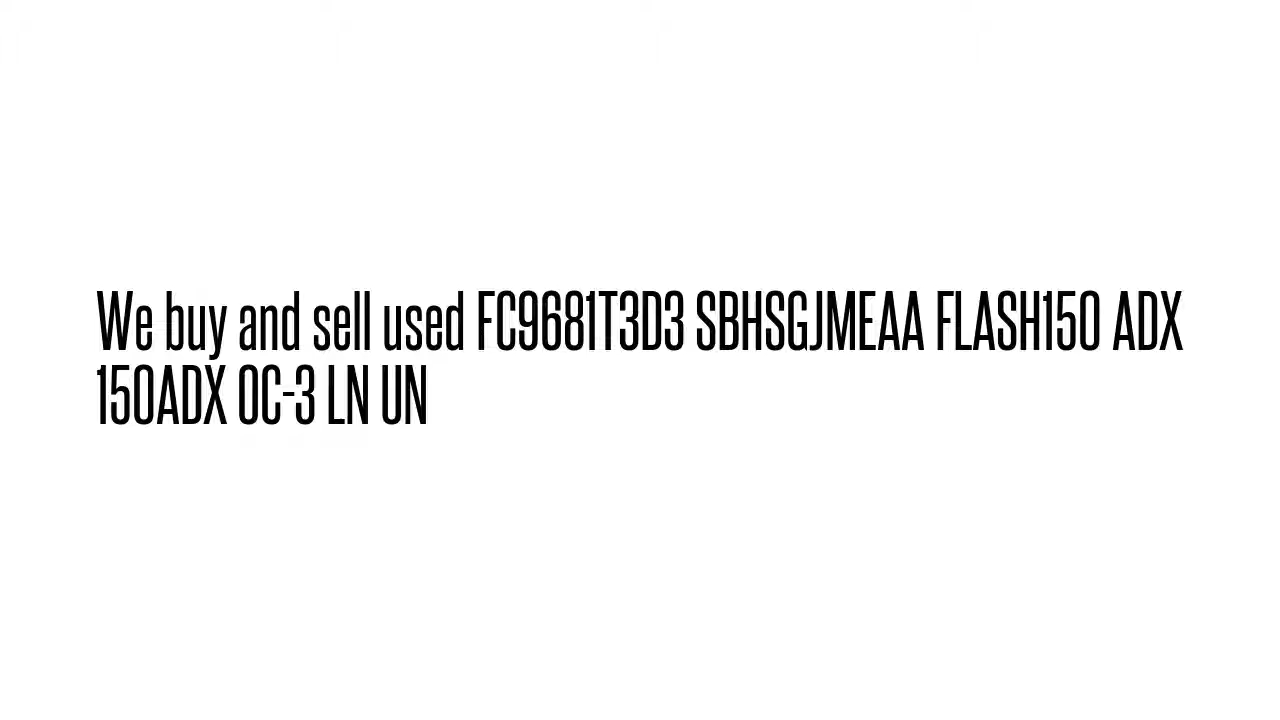 We buy and sell used FC9681T3D3 SBHSGJMEAA FLASH150 ADX
150ADX OC-3 LN UN